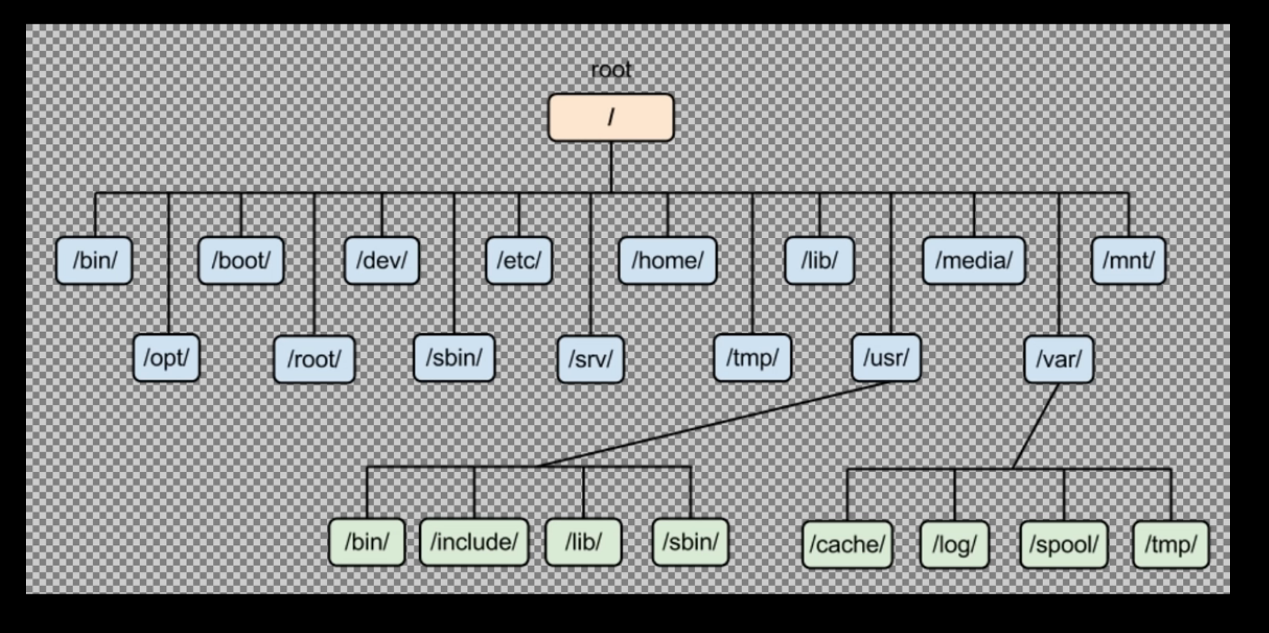 root
/
/bin/
/boot/
/dev/
/etc/
/home/
/lib/
/media/
/mnt/
/opt/
/root/
/sbin/
/srv/
/tmp/
/usr/
/var/
/bin/
/include/
/lib/
/sbin/
/cache/
/log/
/spool/
/tmp/